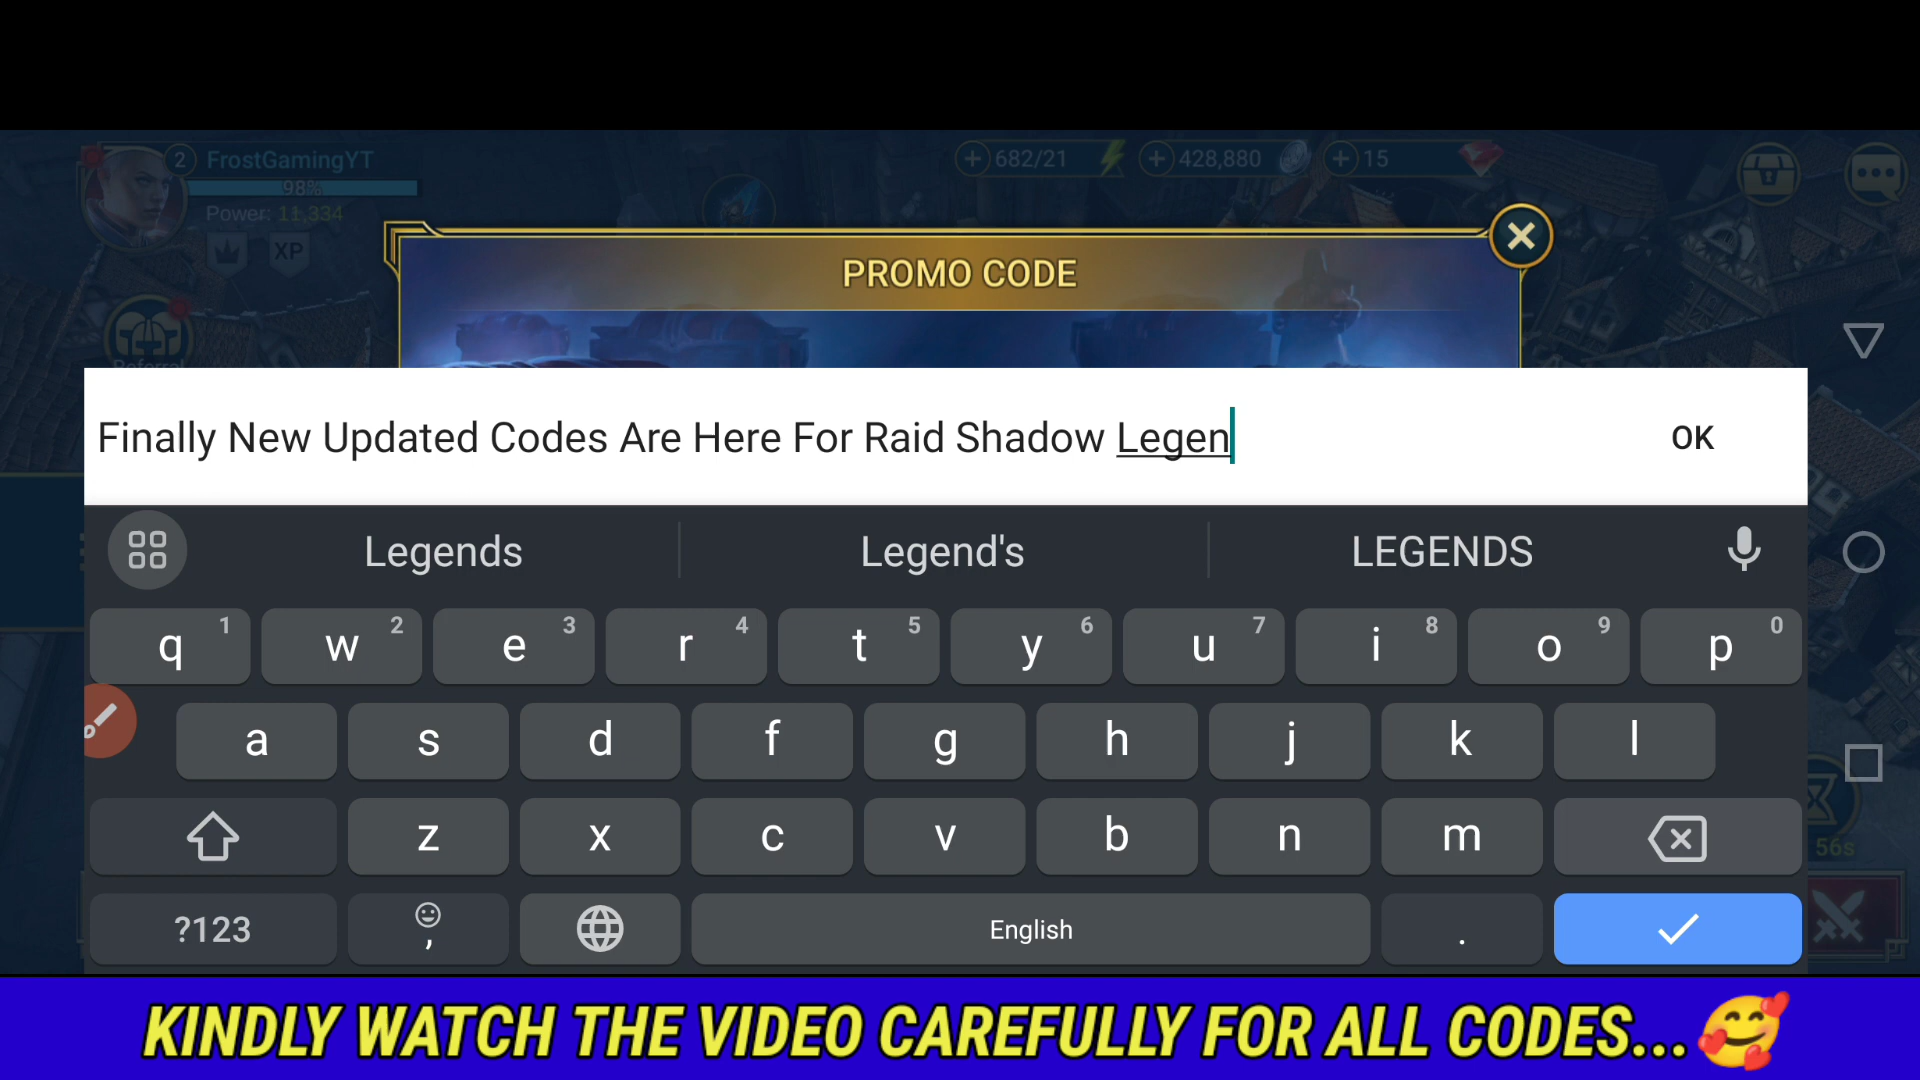 2 FrostGamingYT
98%
Power: 11,334
XP
682/21
428,880
15
PROMO CODE
Referral
Finally New Updated Codes Are Here For Raid Shadow Legen
OK
Legends Legend's LEGENDS
q 1 w 2 e 3 r 4 t 5 y 6 u 7 i 8 o 9 p 0
a s d f g h j k l
z x c v b n m
56s
?123 , English .
KINDLY WATCH THE VIDEO CAREFULLY FOR ALL CODES...🥰